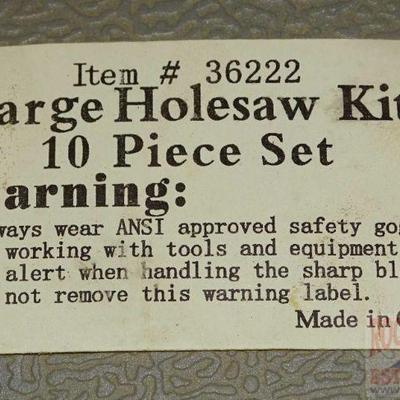 Item # 36222
arge Holesaw Kit
10 Piece Set
arning:
ways wear ANSI approved safety gog
working with tools and equipment
alert when handling the sharp bl
not remove this warning label.
Made in